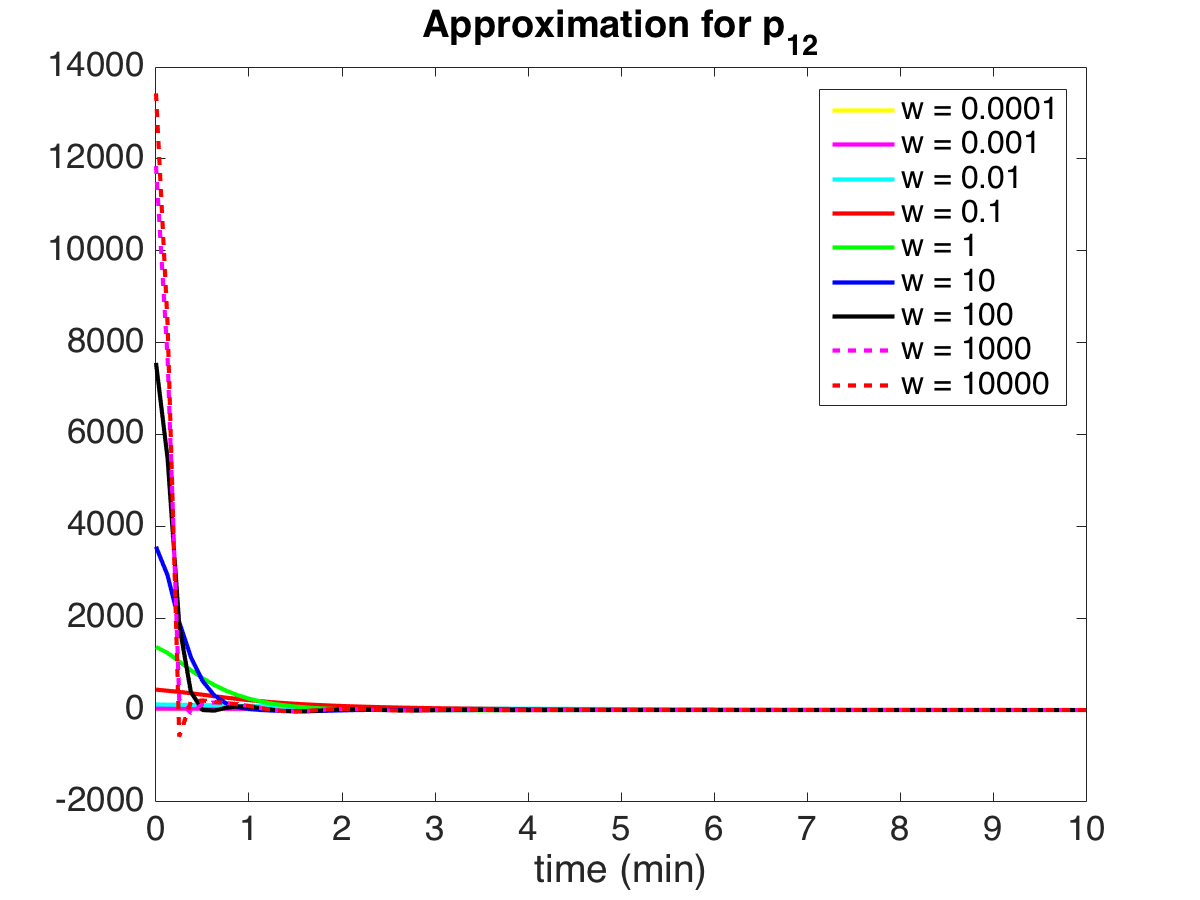 Approximation for p12
14000
12000
10000
8000
6000
4000
2000
0
-2000
w = 0.0001
w = 0.001
w = 0.01
w = 0.1
w = 1
w = 10
w = 100
w = 1000
w = 10000
0 1 2 3 4 5 6 7 8 9 10
time (min)